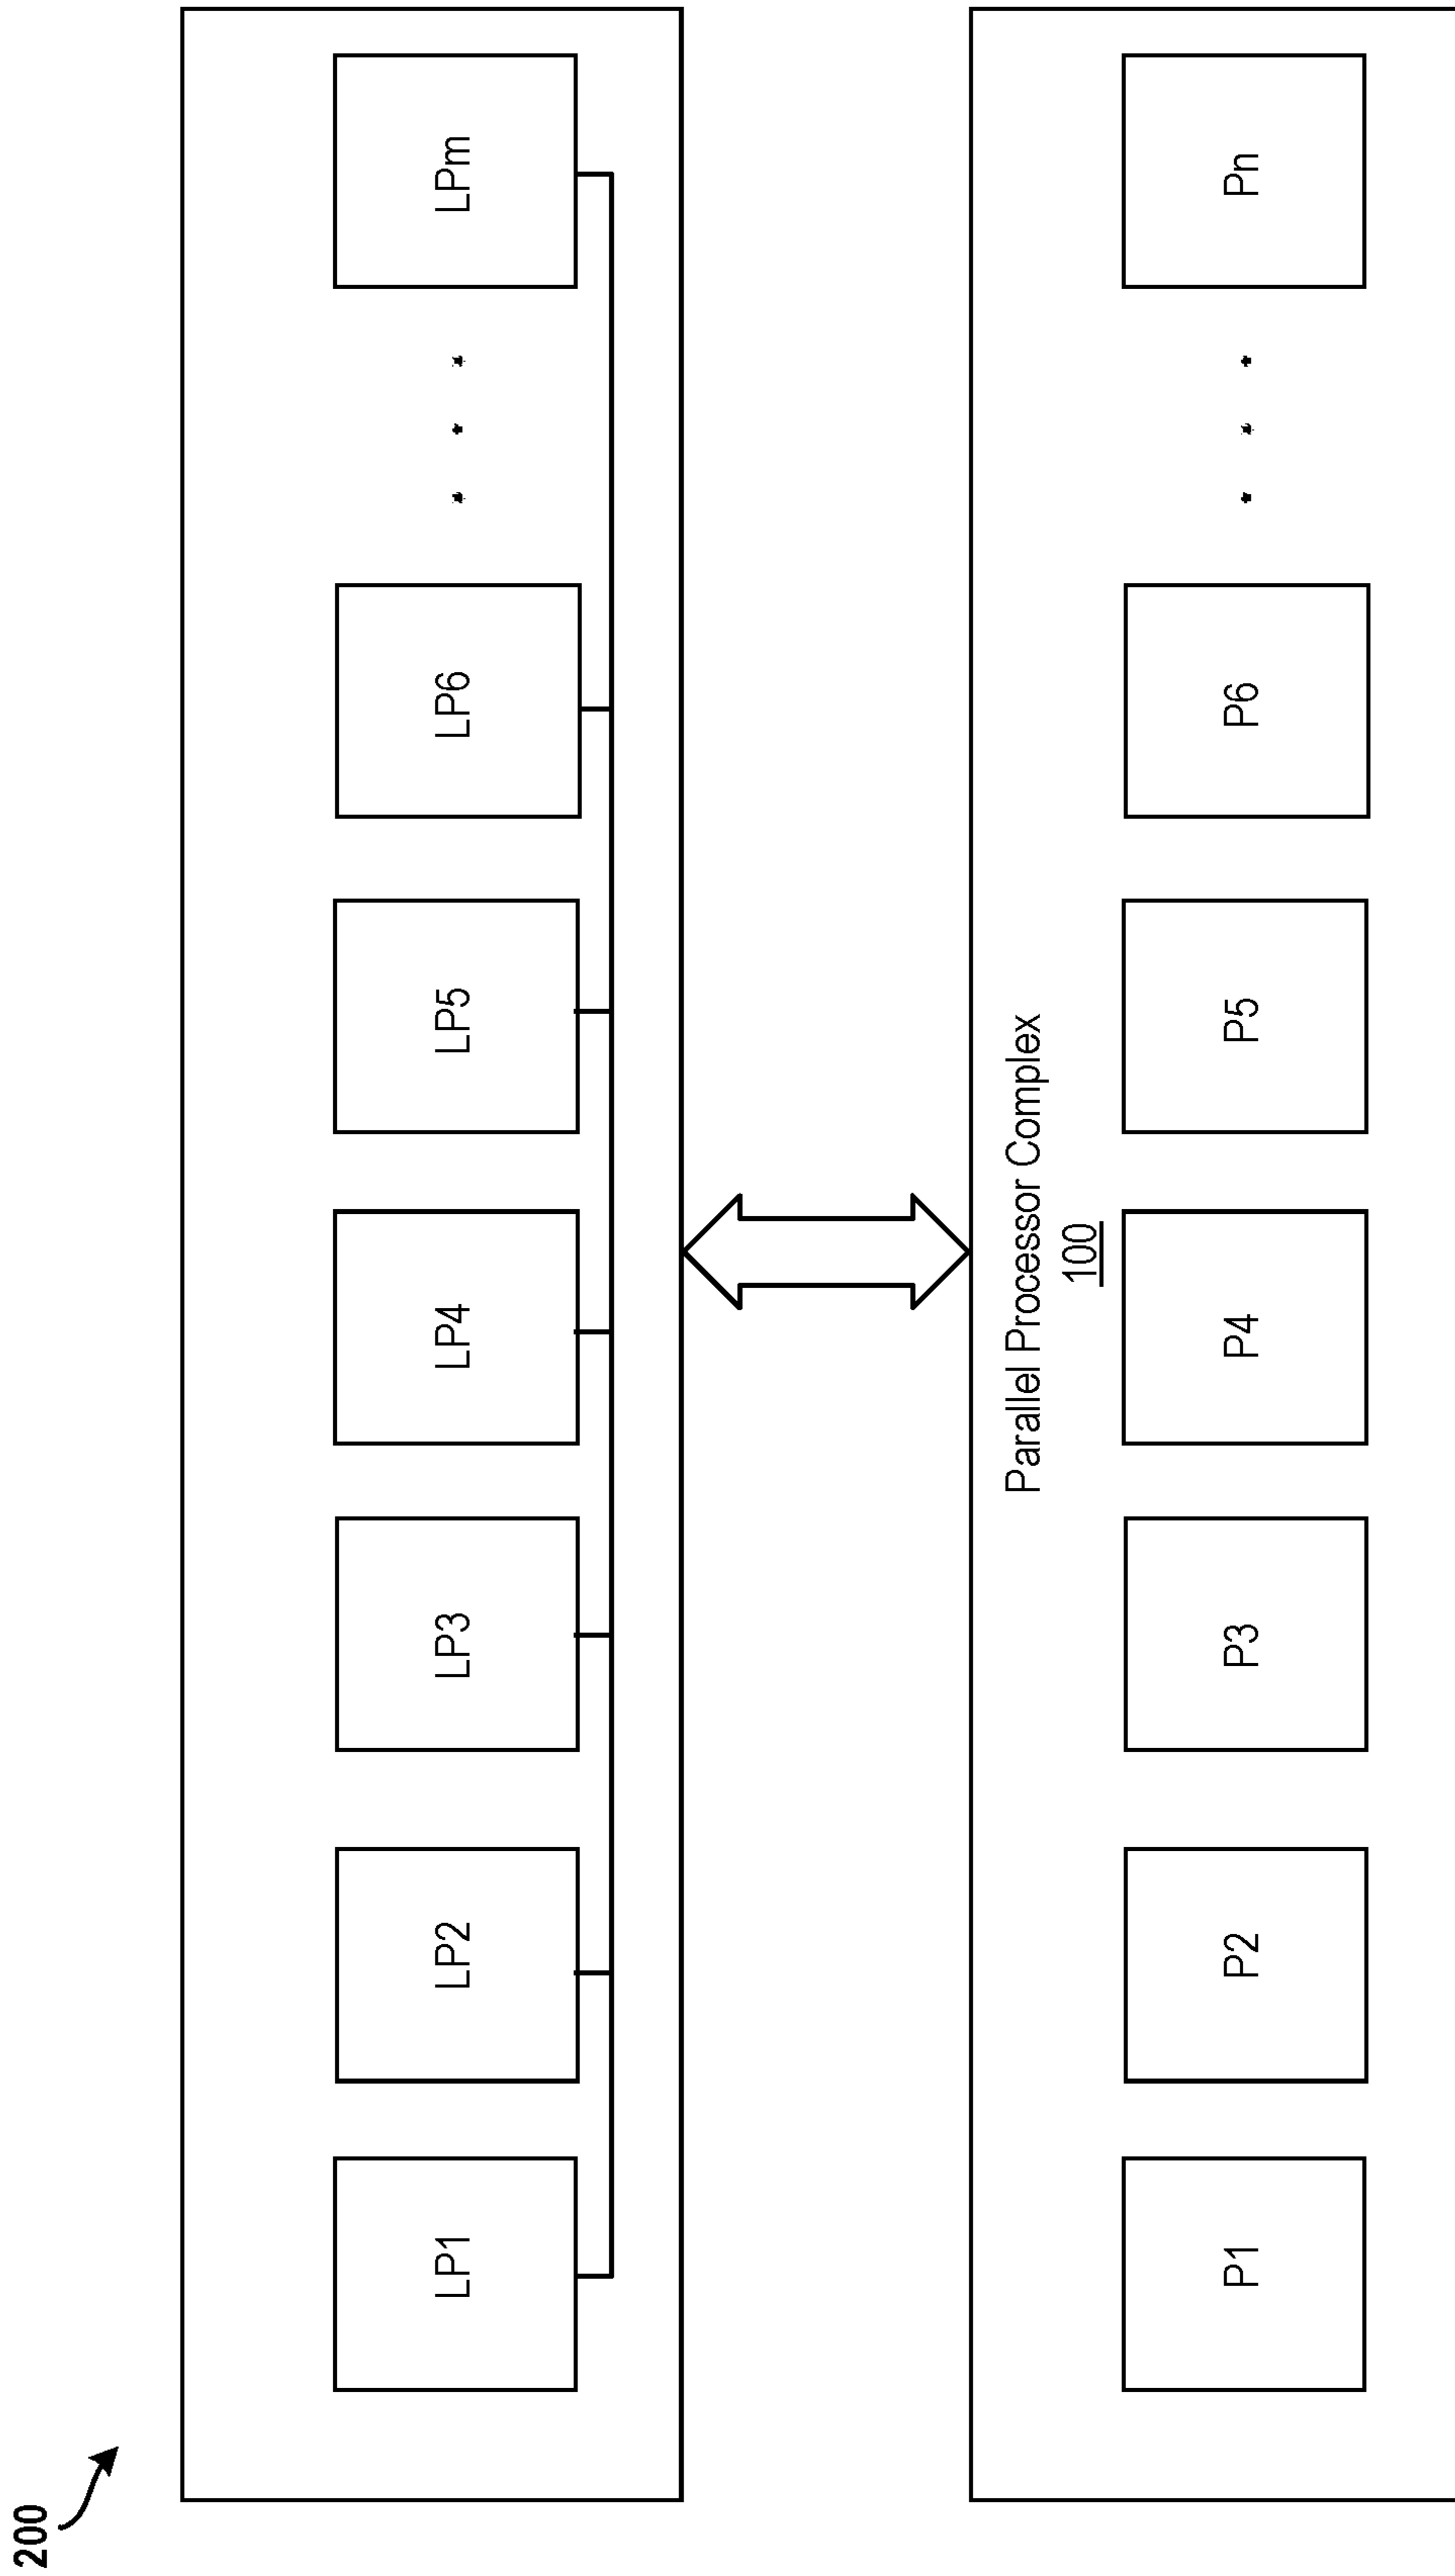 200
LP1
LP2
LP3
LP4
LP5
LP6
LPm
Parallel Processor Complex
100
P1
P2
P3
P4
P5
P6
Pn